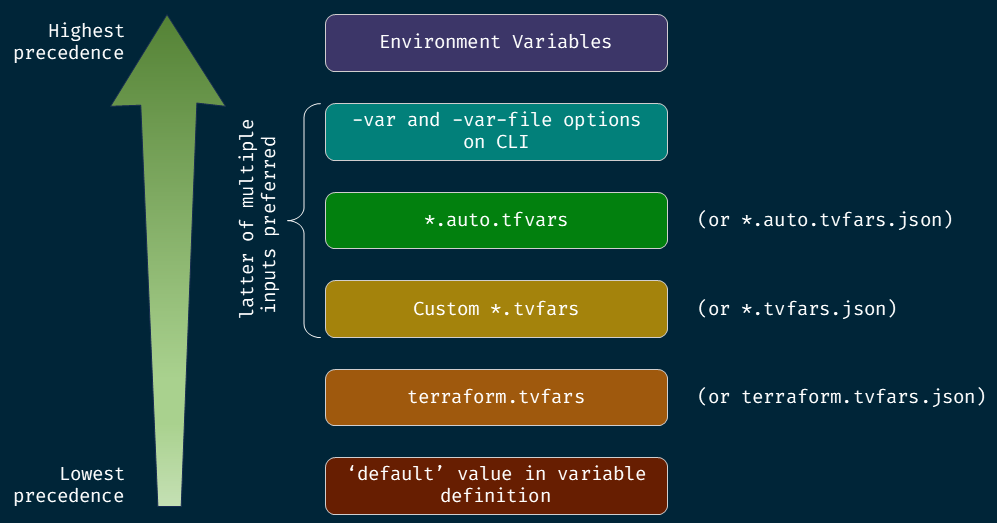 Highest
precedence
Environment Variables
-var and -var-file options
on CLI
latter of multiple
inputs preferred
*.auto.tfvars
(or *.auto.tvfars.json)
Custom *.tvfars
(or *.tvfars.json)
terraform.tvfars
(or terraform.tvfars.json)
Lowest
precedence
‘default’ value in variable
definition